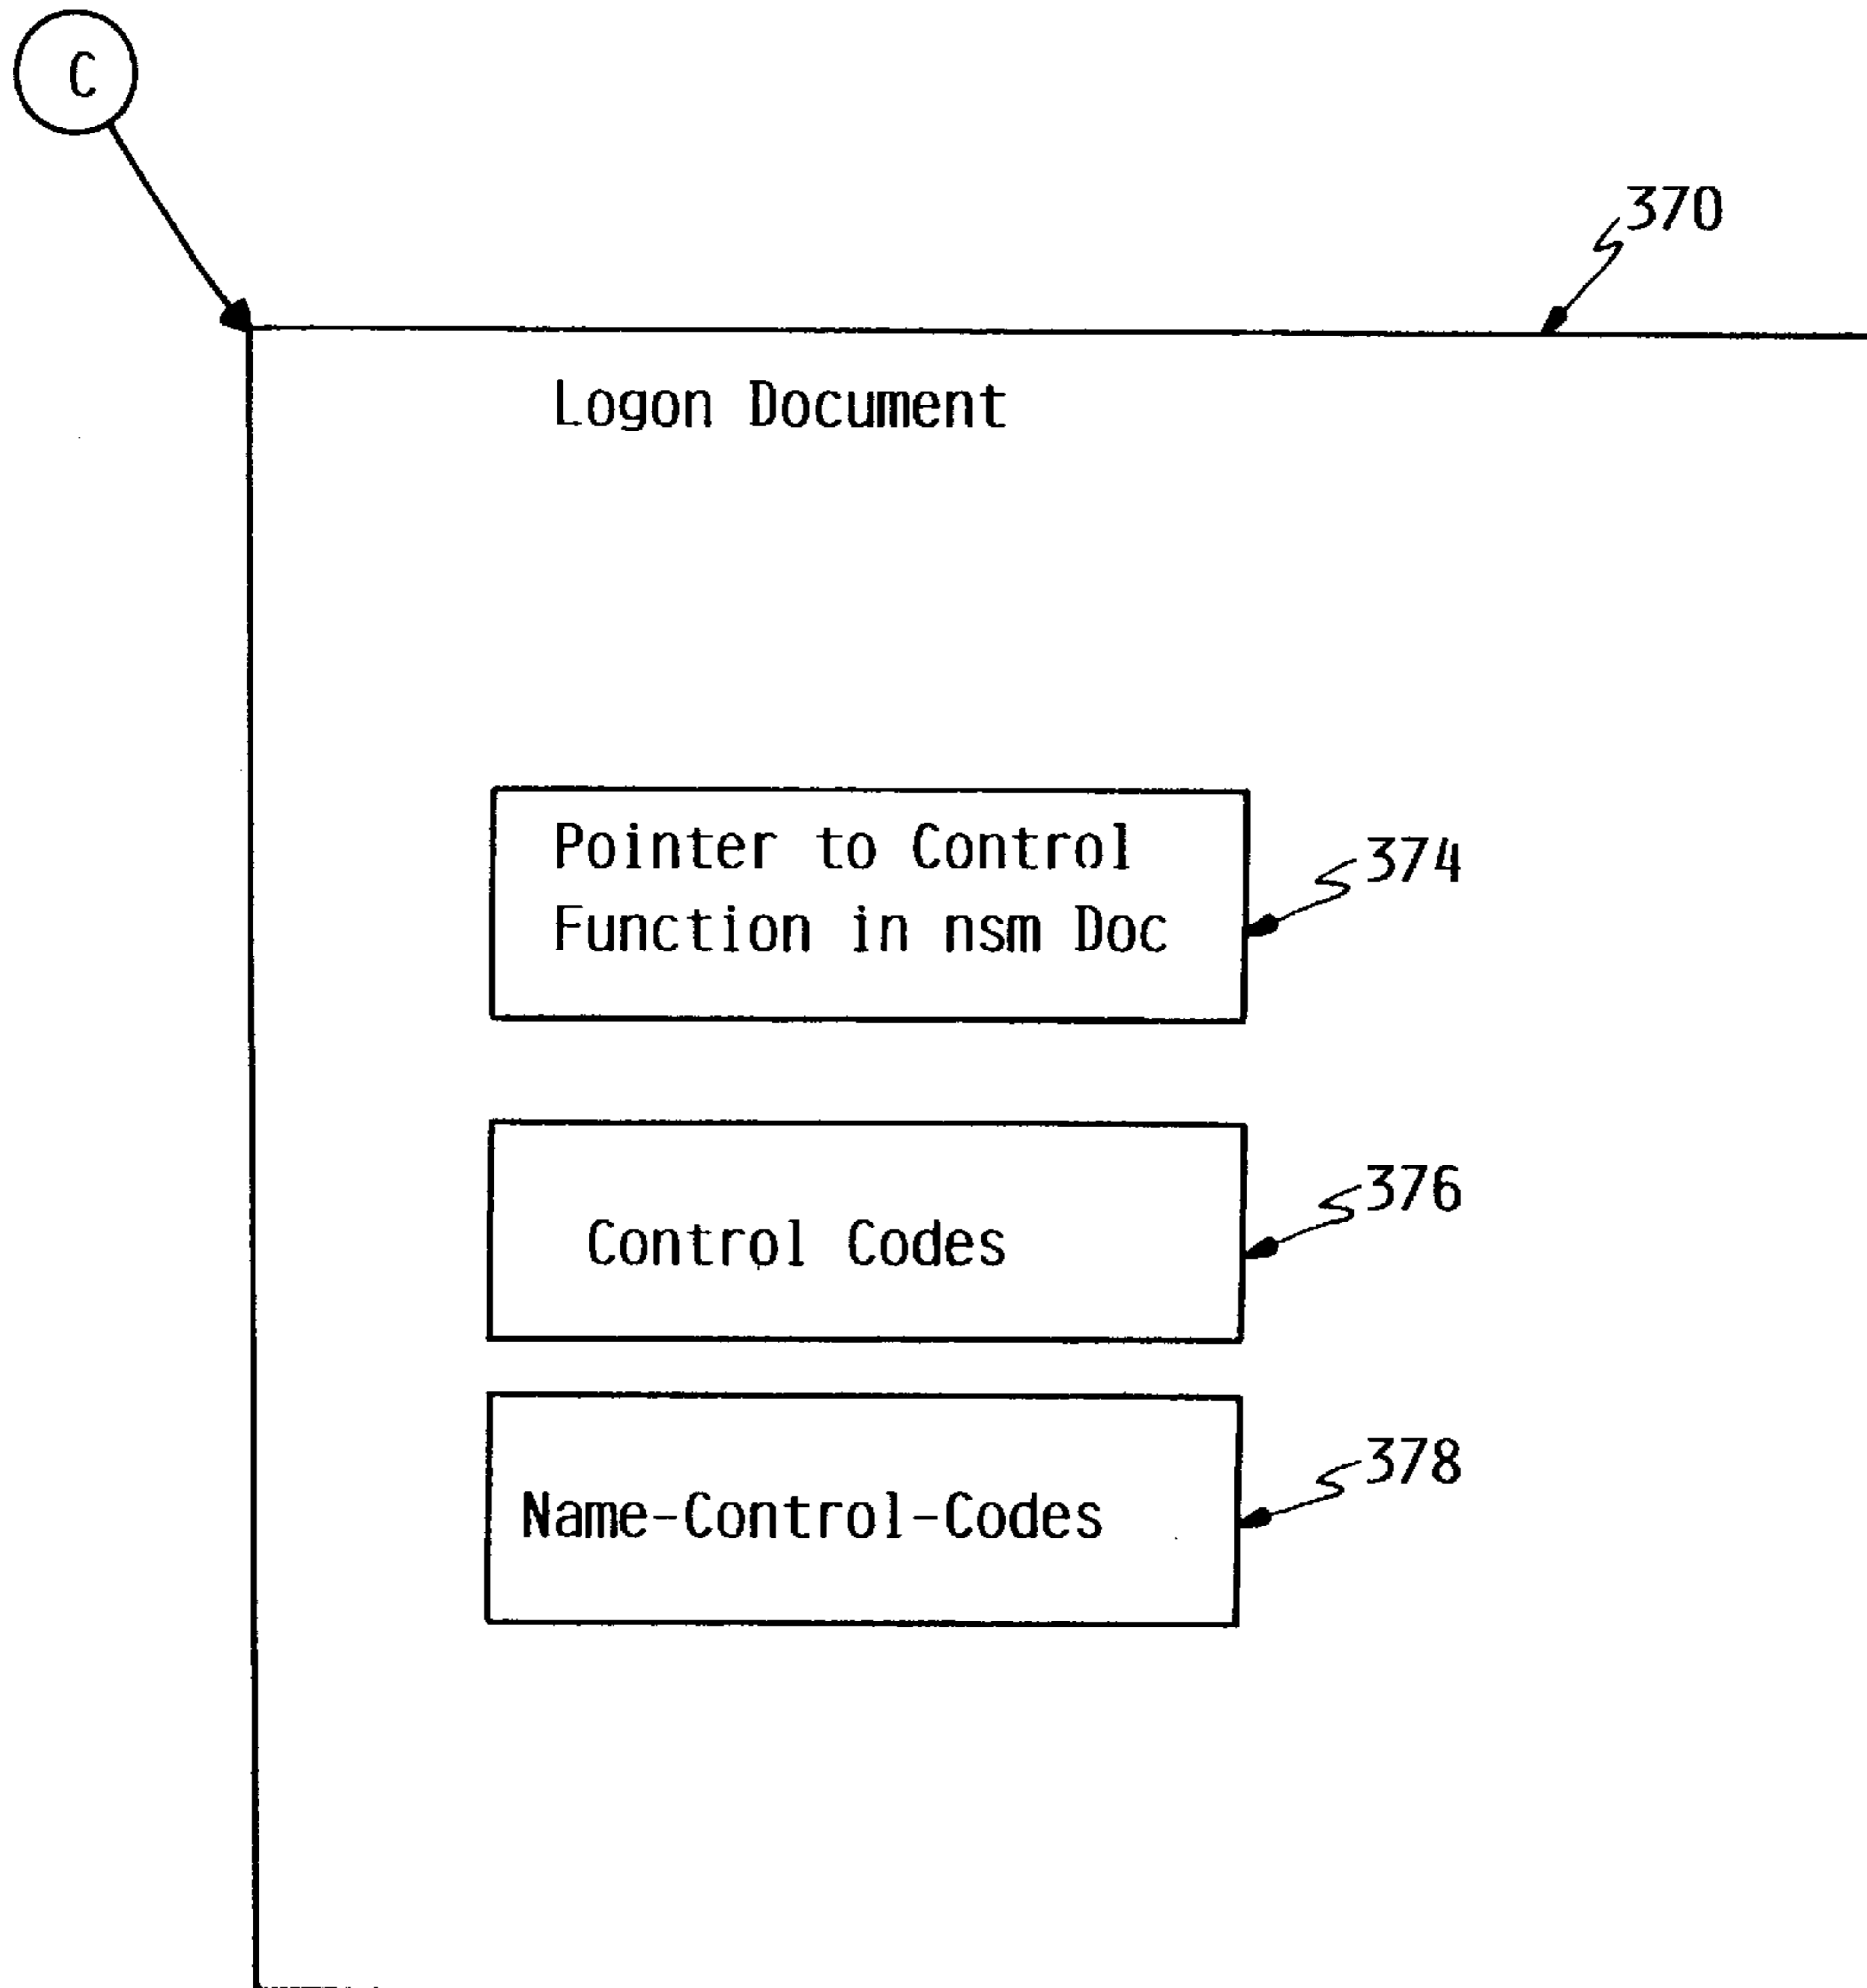 C
370
Logon Document
Pointer to Control
Function in nsm Doc
374
Control Codes
376
Name-Control-Codes
378